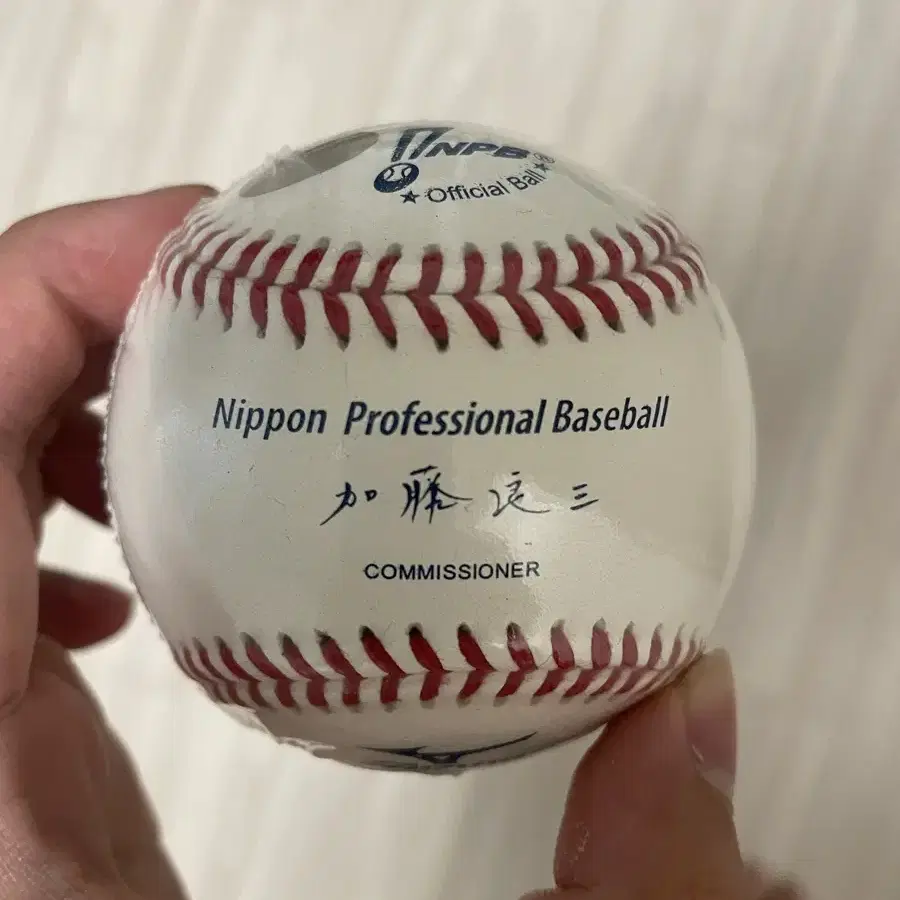 NPB
★ Official Ball ★
Nippon Professional Baseball
加藤良三
COMMISSIONER